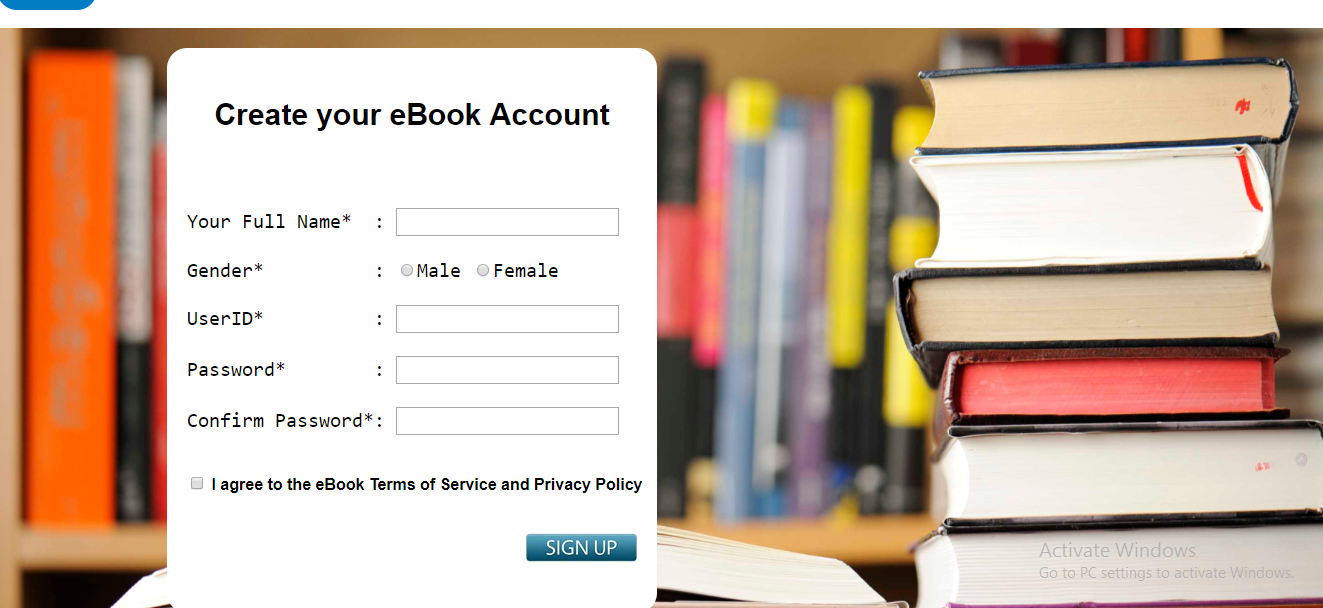 Create your eBook Account
Your Full Name* :
Gender* : Male Female
UserID* :
Password* :
Confirm Password*:
I agree to the eBook Terms of Service and Privacy Policy
SIGN UP
Activate Windows
Go to PC settings to activate Windows.